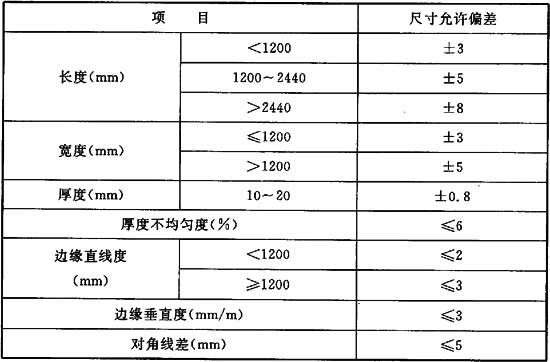 项 目 尺寸允许偏差
长度(mm) <1200 ±3
1200~2440 ±5
>2440 ±8
宽度(mm) ≤1200 ±3
>1200 ±5
厚度(mm) 10~20 ±0.8
厚度不均匀度(%) ≤6
边缘直线度 <1200 ≤2
(mm) ≥1200 ≤3
边缘垂直度(mm/m) ≤3
对角线差(mm) ≤5